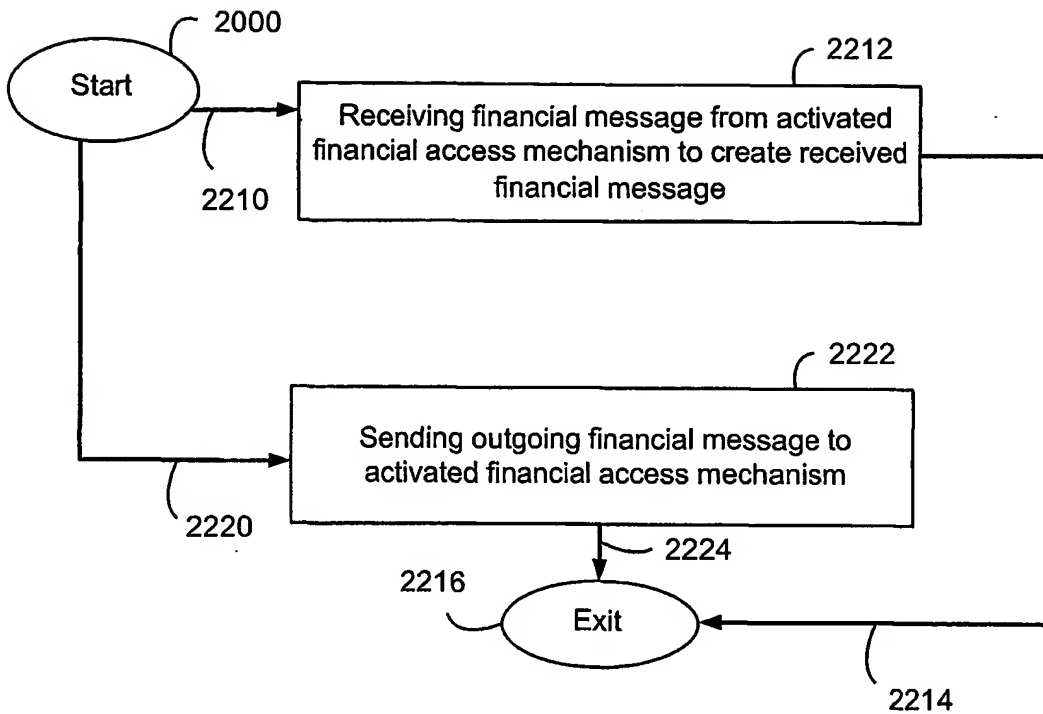 2000
Start
2212
Receiving financial message from activated
financial access mechanism to create received
financial message
2210
2222
Sending outgoing financial message to
activated financial access mechanism
2220
2224
2216
Exit
2214